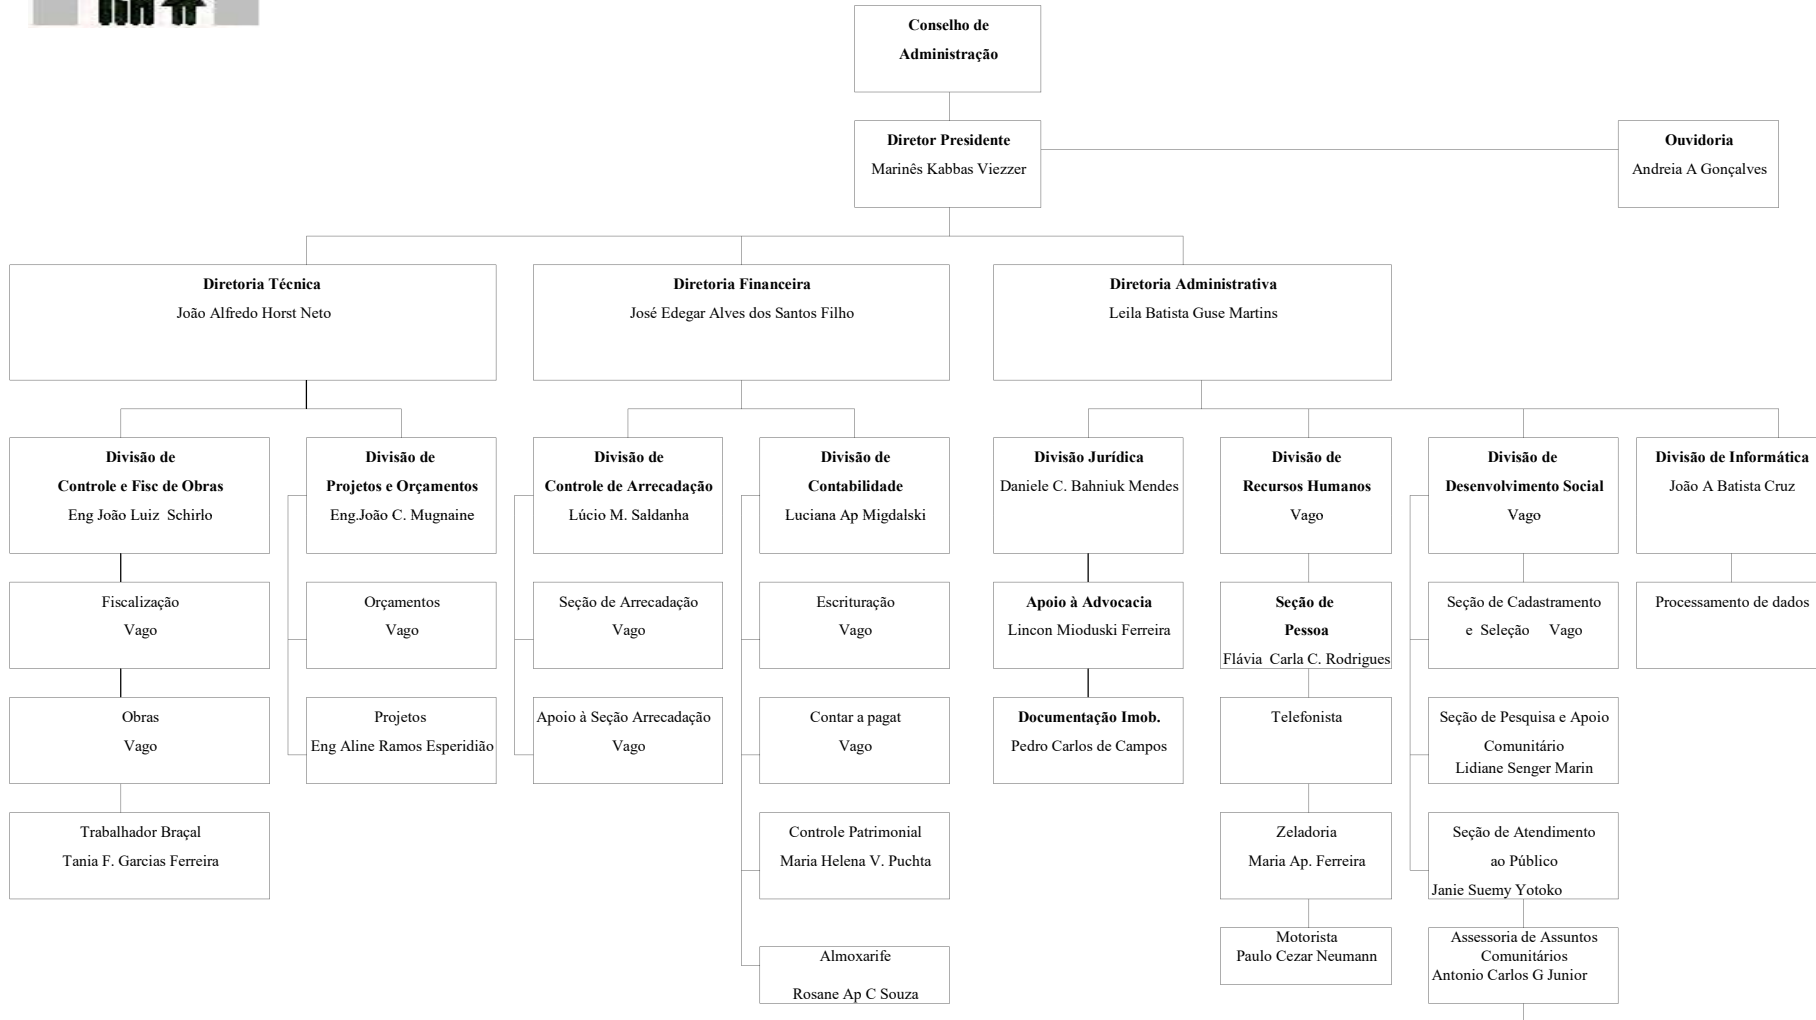 Conselho de
Administração
Diretor Presidente
Marinês Kabbas Viezzer
Ouvidoria
Andreia A Gonçalves
Diretoria Técnica
João Alfredo Horst Neto
Diretoria Financeira
José Edegar Alves dos Santos Filho
Diretoria Administrativa
Leila Batista Guse Martins
Divisão de
Controle e Fisc de Obras
Eng João Luiz Schirlo
Divisão de
Projetos e Orçamentos
Eng.João C. Mugnaine
Divisão de
Controle de Arrecadação
Lúcio M. Saldanha
Divisão de
Contabilidade
Luciana Ap Migdalski
Divisão Jurídica
Daniele C. Bahniuk Mendes
Divisão de
Recursos Humanos
Vago
Divisão de
Desenvolvimento Social
Vago
Divisão de Informática
João A Batista Cruz
Fiscalização
Vago
Orçamentos
Vago
Seção de Arrecadação
Vago
Escrituração
Vago
Apoio à Advocacia
Lincon Mioduski Ferreira
Seção de
Pessoa
Flávia Carla C. Rodrigues
Seção de Cadastramento
e Seleção Vago
Processamento de dados
Obras
Vago
Projetos
Eng Aline Ramos Esperidião
Apoio à Seção Arrecadação
Vago
Contar a pagat
Vago
Documentação Imob.
Pedro Carlos de Campos
Telefonista
Seção de Pesquisa e Apoio
Comunitário
Lidiane Senger Marin
Trabalhador Braçal
Tania F. Garcias Ferreira
Controle Patrimonial
Maria Helena V. Puchta
Zeladoria
Maria Ap. Ferreira
Seção de Atendimento
ao Público
Janie Suemy Yotoko
Almoxarife
Rosane Ap C Souza
Motorista
Paulo Cezar Neumann
Assessoria de Assuntos
Comunitários
Antonio Carlos G Junior